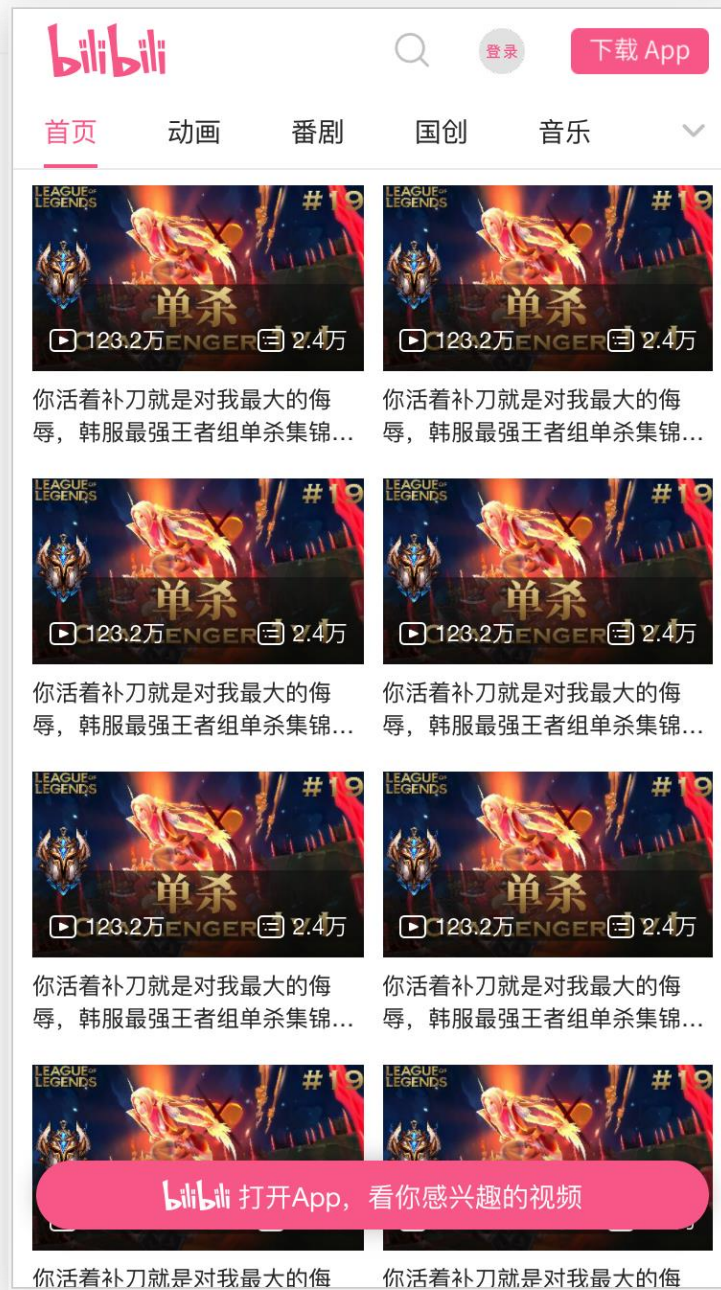 bilibili
登录
下载 App
首页 动画 番剧 国创 音乐
LEAGUE OF LEGENDS #19
单杀
CHALLENGER
123.2万 2.4万
LEAGUE OF LEGENDS #19
单杀
CHALLENGER
123.2万 2.4万
你活着补刀就是对我最大的侮
辱，韩服最强王者组单杀集锦...
你活着补刀就是对我最大的侮
辱，韩服最强王者组单杀集锦...
LEAGUE OF LEGENDS #19
单杀
CHALLENGER
123.2万 2.4万
LEAGUE OF LEGENDS #19
单杀
CHALLENGER
123.2万 2.4万
你活着补刀就是对我最大的侮
辱，韩服最强王者组单杀集锦...
你活着补刀就是对我最大的侮
辱，韩服最强王者组单杀集锦...
LEAGUE OF LEGENDS #19
单杀
CHALLENGER
123.2万 2.4万
LEAGUE OF LEGENDS #19
单杀
CHALLENGER
123.2万 2.4万
你活着补刀就是对我最大的侮
辱，韩服最强王者组单杀集锦...
你活着补刀就是对我最大的侮
辱，韩服最强王者组单杀集锦...
LEAGUE OF LEGENDS #19
LEAGUE OF LEGENDS #19
bilibili 打开App，看你感兴趣的视频
你活着补刀就是对我最大的侮
你活着补刀就是对我最大的侮